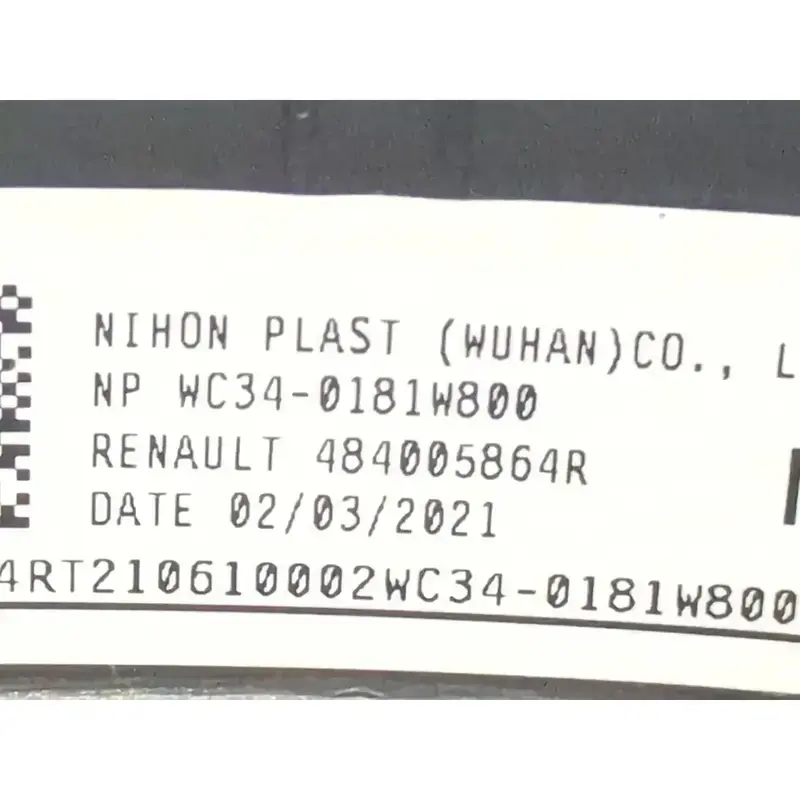 NIHON PLAST (WUHAN)CO., L
NP WC34-0181W800
RENAULT 484005864R
DATE 02/03/2021
4RT210610002WC34-0181W800